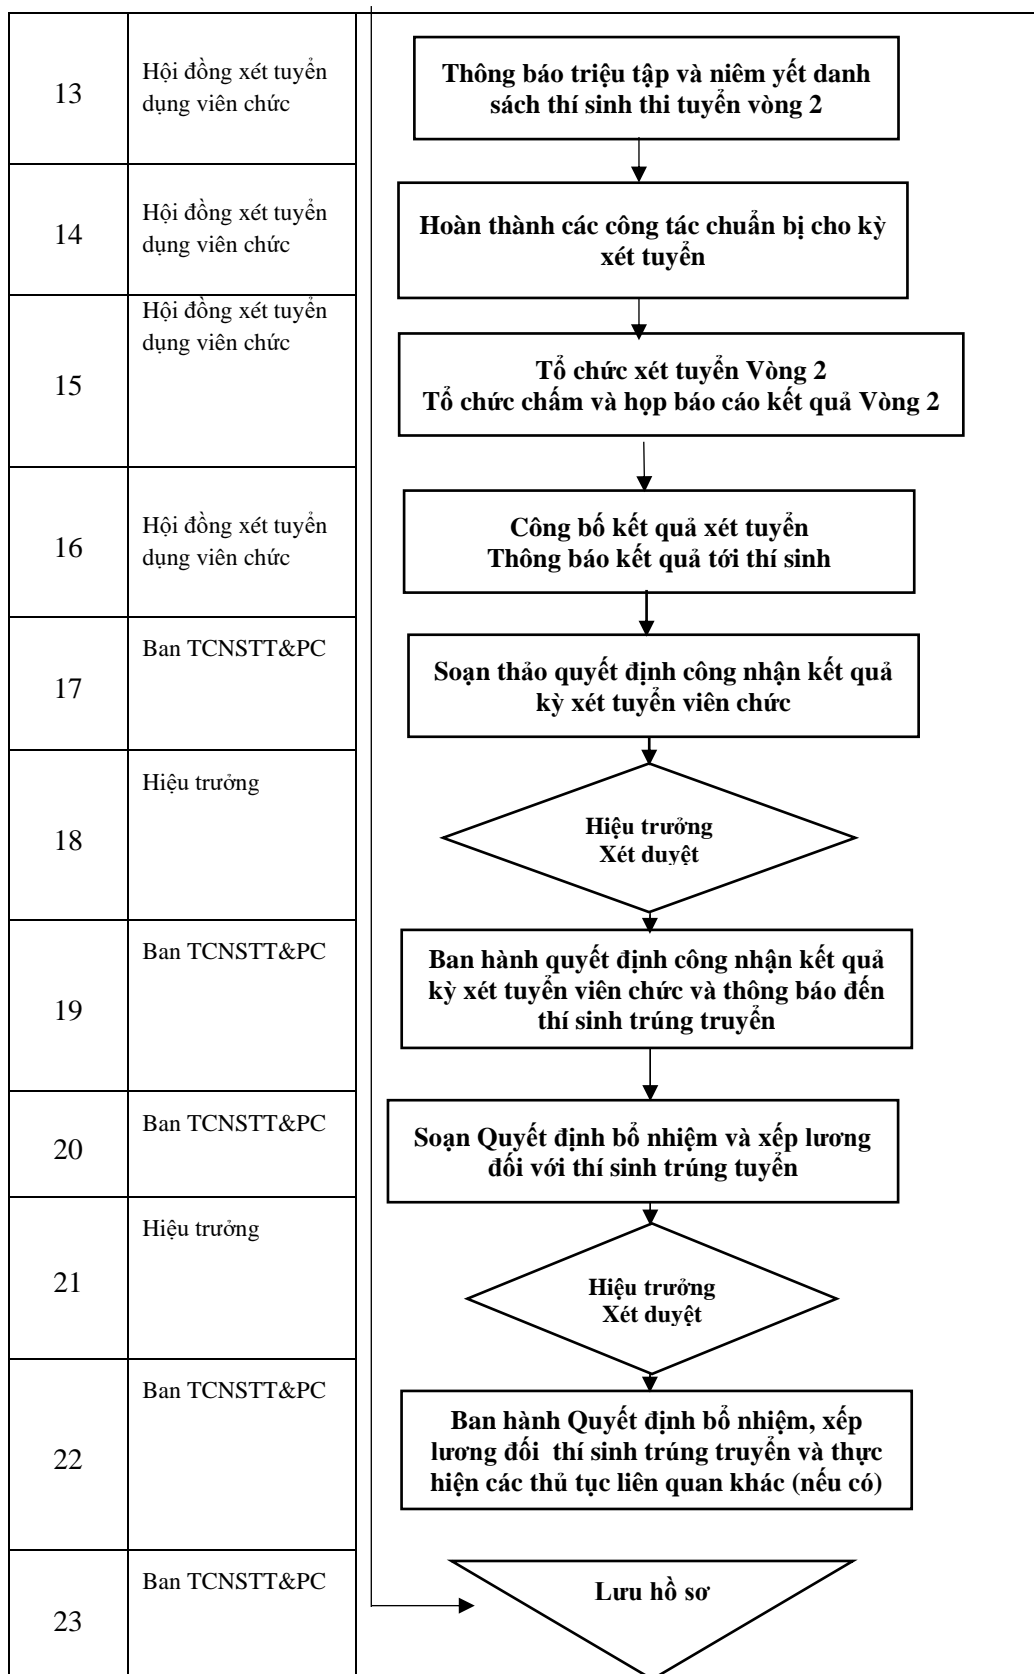 13
Hội đồng xét tuyển
dụng viên chức
Thông báo triệu tập và niêm yết danh
sách thí sinh thi tuyển vòng 2
14
Hội đồng xét tuyển
dụng viên chức
Hoàn thành các công tác chuẩn bị cho kỳ
xét tuyển
15
Hội đồng xét tuyển
dụng viên chức
Tổ chức xét tuyển Vòng 2
Tổ chức chấm và họp báo cáo kết quả Vòng 2
16
Hội đồng xét tuyển
dụng viên chức
Công bố kết quả xét tuyển
Thông báo kết quả tới thí sinh
17
Ban TCNSTT&PC
Soạn thảo quyết định công nhận kết quả
kỳ xét tuyển viên chức
18
Hiệu trưởng
Hiệu trưởng
Xét duyệt
19
Ban TCNSTT&PC
Ban hành quyết định công nhận kết quả
kỳ xét tuyển viên chức và thông báo đến
thí sinh trúng truyển
20
Ban TCNSTT&PC
Soạn Quyết định bổ nhiệm và xếp lương
đối với thí sinh trúng tuyển
21
Hiệu trưởng
Hiệu trưởng
Xét duyệt
22
Ban TCNSTT&PC
Ban hành Quyết định bổ nhiệm, xếp
lương đối  thí sinh trúng truyển và thực
hiện các thủ tục liên quan khác (nếu có)
23
Ban TCNSTT&PC
Lưu hồ sơ